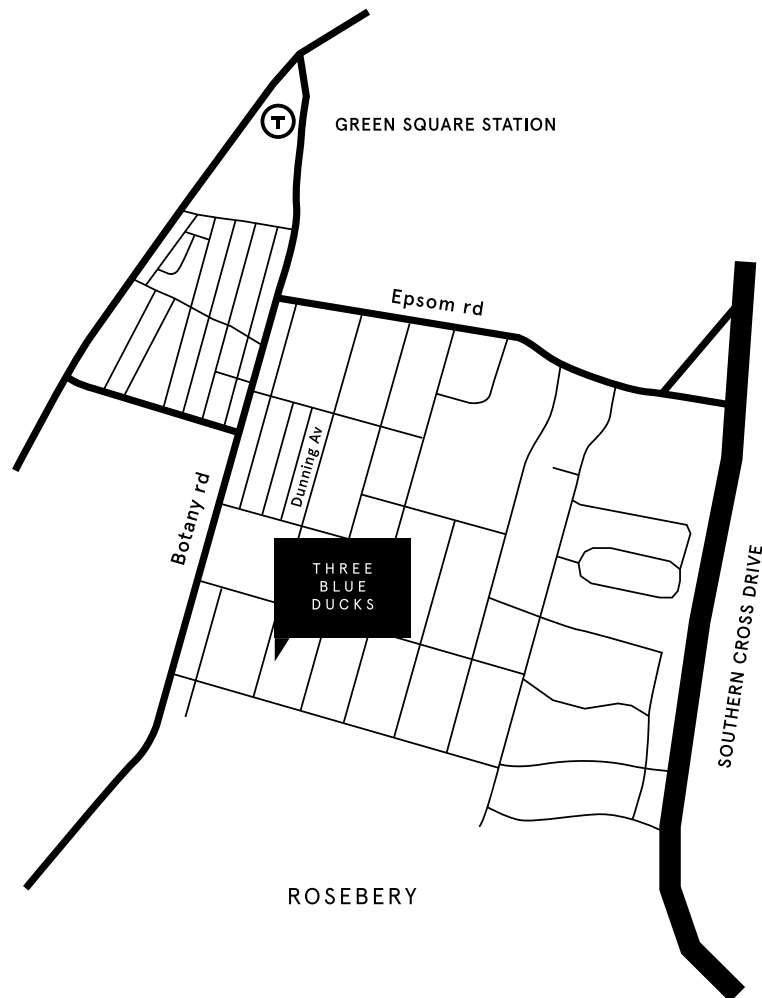 T
GREEN SQUARE STATION
Epsom rd
Dunning Av
Botany rd
THREE
BLUE
DUCKS
SOUTHERN CROSS DRIVE
ROSEBERY